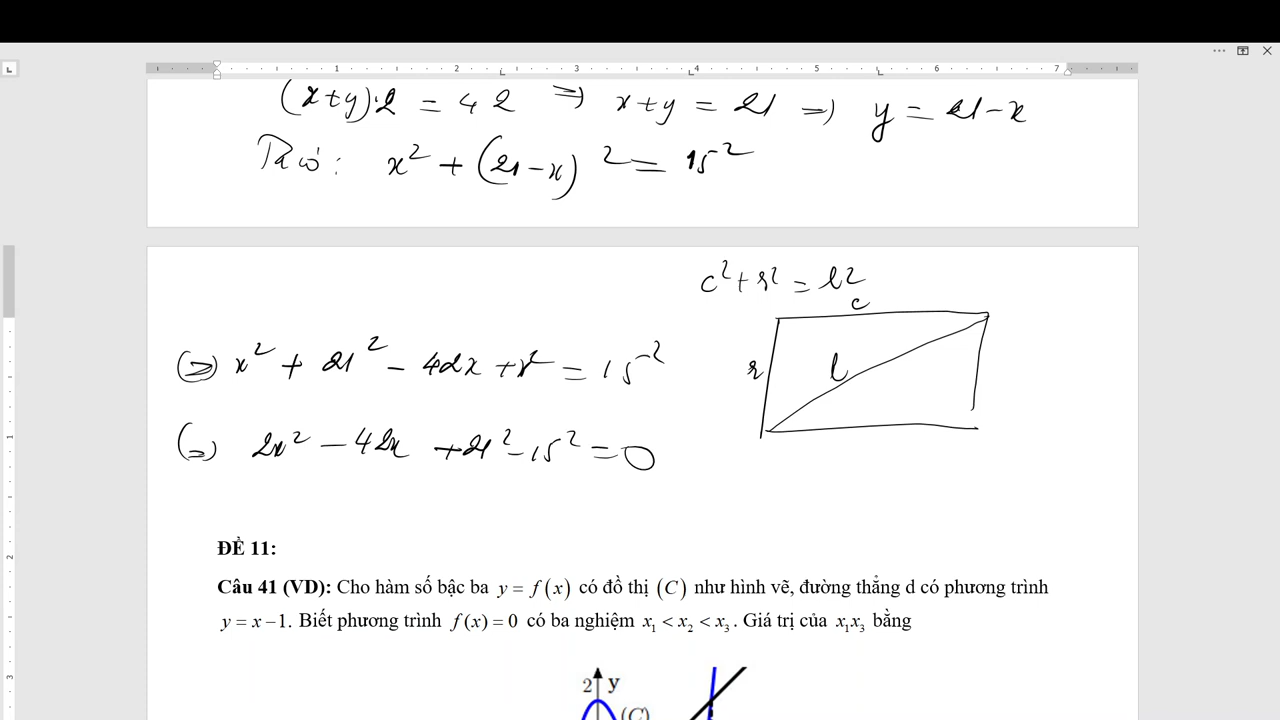 (x+y).2 = 42 => x+y = 21 => y = 21-x
x² + (21-x)² = 15²
c² + r² = l²
c
r
l
(=) x² + 21² - 42x + x² = 15²
(=) 2x² - 42x + 21² - 15² = 0
ĐỀ 11:
Câu 41 (VD): Cho hàm số bậc ba y = f(x) có đồ thị (C) như hình vẽ, đường thẳng d có phương trình
y = x − 1. Biết phương trình f(x) = 0 có ba nghiệm x₁ < x₂ < x₃. Giá trị của x₁x₃ bằng
2 y
(C)